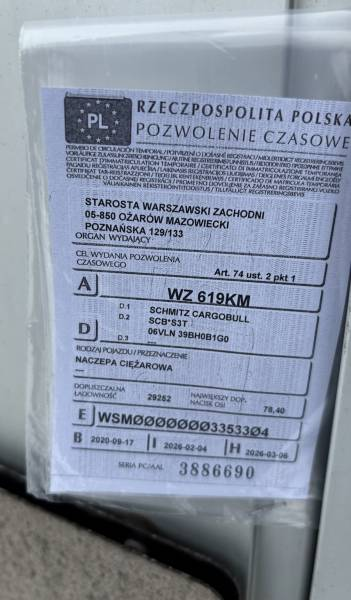 PL
RZECZPOSPOLITA POLSKA
POZWOLENIE CZASOWE
STAROSTA WARSZAWSKI ZACHODNI
05-850 OŻARÓW MAZOWIECKI
POZNAŃSKA 129/133
ORGAN WYDAJĄCY
CEL WYDANIA POZWOLENIA
CZASOWEGO
Art. 74 ust. 2 pkt 1
A WZ 619KM
D.1 SCHMITZ CARGOBULL
D.2 SCB*S3T
D 06VLN 39BH0B1G0
D.3 ---
RODZAJ POJAZDU / PRZEZNACZENIE
NACZEPA CIĘŻAROWA
---
DOPUSZCZALNA
ŁADOWNOŚĆ 29252 NAJWIĘKSZY DOP.
NACISK OSI 78,40
E WSMØØØØØØØ33533Ø4
B 2020-09-17 I 2026-02-04 H 2026-03-06
SERIA PC/AAL 3886690